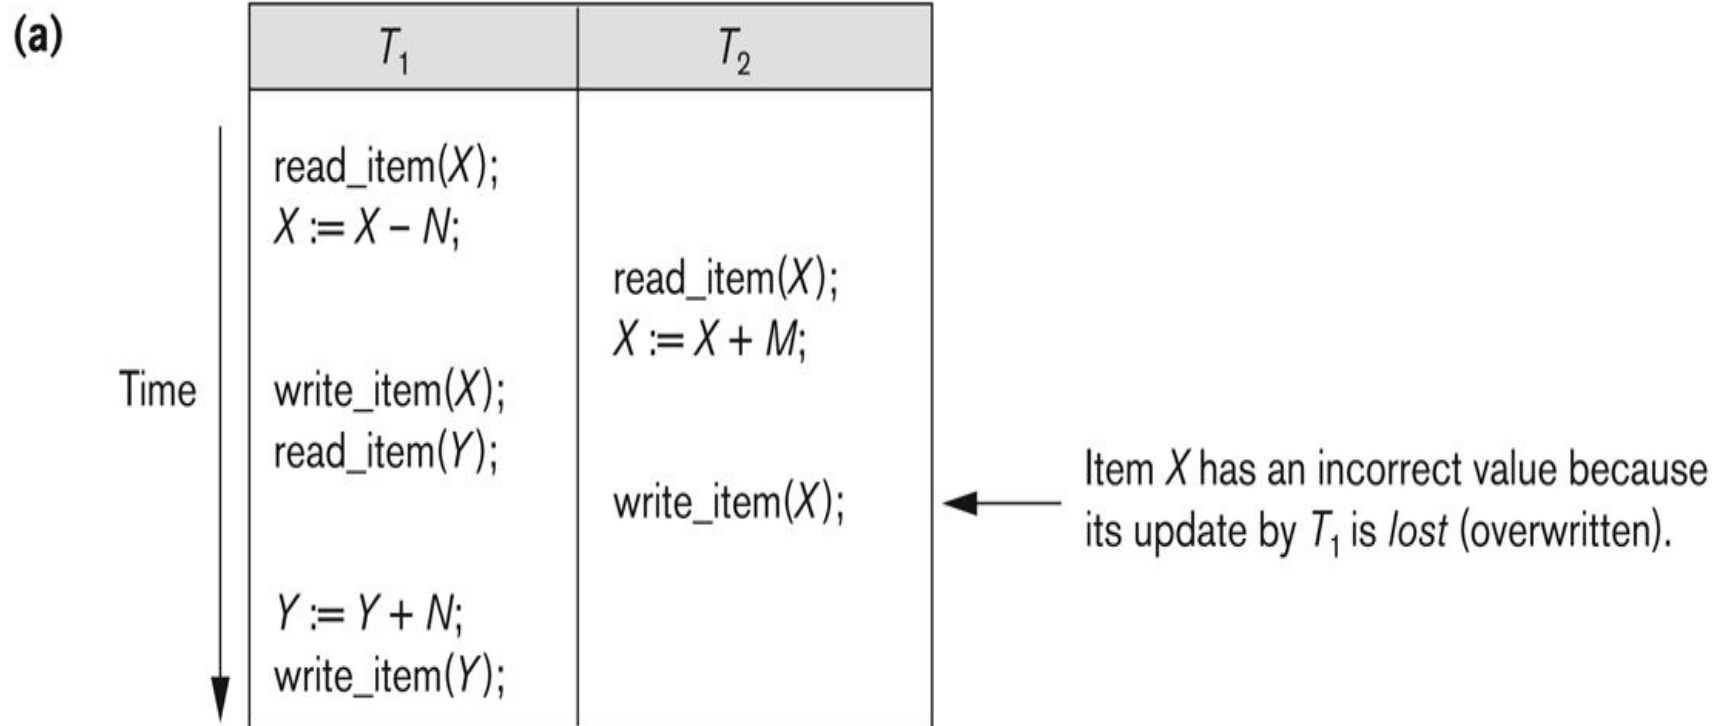 (a)
T1 T2
read_item(X);
X := X – N;
read_item(X);
X := X + M;
Time
write_item(X);
read_item(Y);
write_item(X);
Item X has an incorrect value because
its update by T1 is lost (overwritten).
Y := Y + N;
write_item(Y);